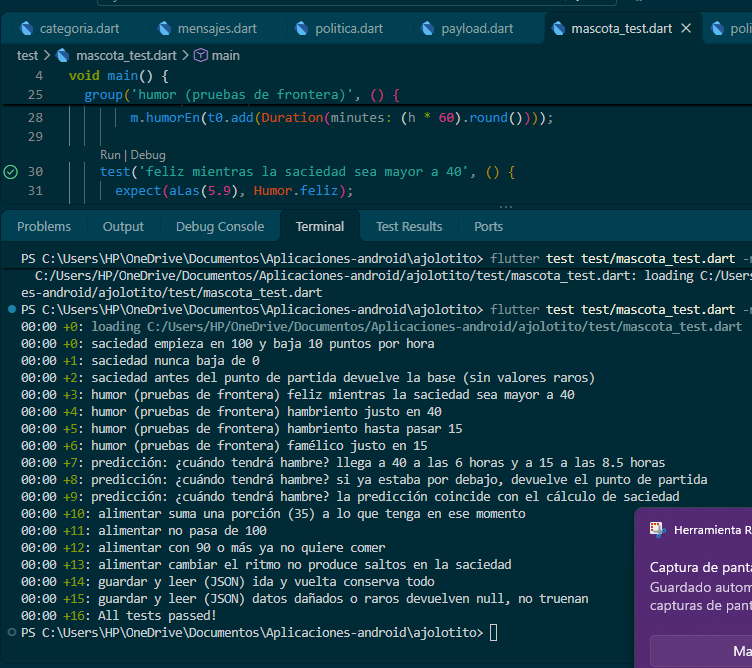 categoria.dart mensajes.dart politica.dart payload.dart mascota_test.dart
test > mascota_test.dart > main
4 void main() {
25 group('humor (pruebas de frontera)', () {
28 m.humorEn(t0.add(Duration(minutes: (h * 60).round())));
29
Run | Debug
30 test('feliz mientras la saciedad sea mayor a 40', () {
31 expect(aLas(5.9), Humor.feliz);
Problems Output Debug Console Terminal Test Results Ports
PS C:\Users\HP\OneDrive\Documentos\Aplicaciones-android\ajolotito> flutter test test/mascota_test.dart
C:/Users/HP/OneDrive/Documentos/Aplicaciones-android/ajolotito/test/mascota_test.dart: loading C:/Users
es-android/ajolotito/test/mascota_test.dart
PS C:\Users\HP\OneDrive\Documentos\Aplicaciones-android\ajolotito> flutter test test/mascota_test.dart
00:00 +0: loading C:/Users/HP/OneDrive/Documentos/Aplicaciones-android/ajolotito/test/mascota_test.dart
00:00 +0: saciedad empieza en 100 y baja 10 puntos por hora
00:00 +1: saciedad nunca baja de 0
00:00 +2: saciedad antes del punto de partida devuelve la base (sin valores raros)
00:00 +3: humor (pruebas de frontera) feliz mientras la saciedad sea mayor a 40
00:00 +4: humor (pruebas de frontera) hambriento justo en 40
00:00 +5: humor (pruebas de frontera) hambriento hasta pasar 15
00:00 +6: humor (pruebas de frontera) famélico justo en 15
00:00 +7: predicción: ¿cuándo tendrá hambre? llega a 40 a las 6 horas y a 15 a las 8.5 horas
00:00 +8: predicción: ¿cuándo tendrá hambre? si ya estaba por debajo, devuelve el punto de partida
00:00 +9: predicción: ¿cuándo tendrá hambre? la predicción coincide con el cálculo de saciedad
00:00 +10: alimentar suma una porción (35) a lo que tenga en ese momento
00:00 +11: alimentar no pasa de 100
00:00 +12: alimentar con 90 o más ya no quiere comer
00:00 +13: alimentar cambiar el ritmo no produce saltos en la saciedad
00:00 +14: guardar y leer (JSON) ida y vuelta conserva todo
00:00 +15: guardar y leer (JSON) datos dañados o raros devuelven null, no truenan
00:00 +16: All tests passed!
PS C:\Users\HP\OneDrive\Documentos\Aplicaciones-android\ajolotito>
Herramienta R
Captura de panta
Guardado autom
capturas de pant
Ma